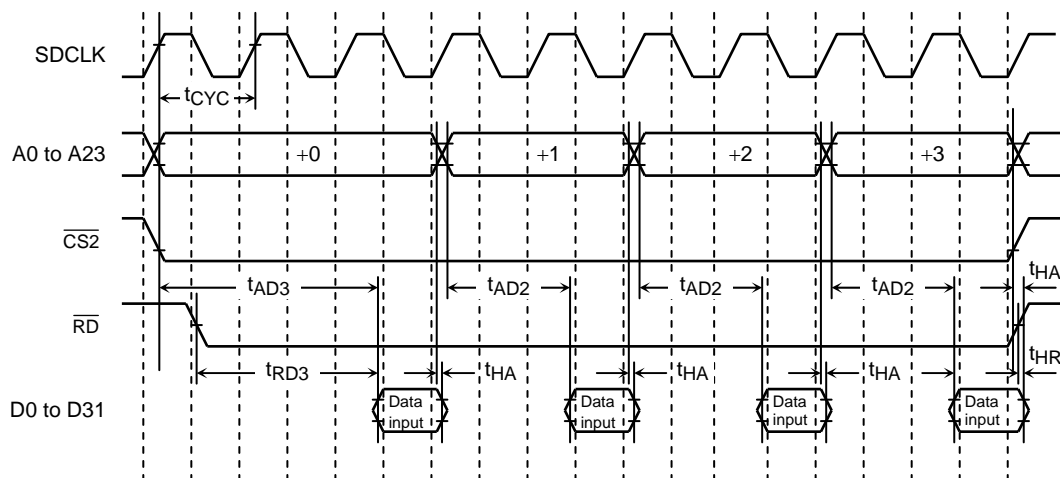 SDCLK
tCYC
A0 to A23
+0
+1
+2
+3
CS2
tAD3
tAD2
tAD2
tAD2
tHA
RD
tRD3
tHA
tHA
tHA
tHR
D0 to D31
Data input
Data input
Data input
Data input